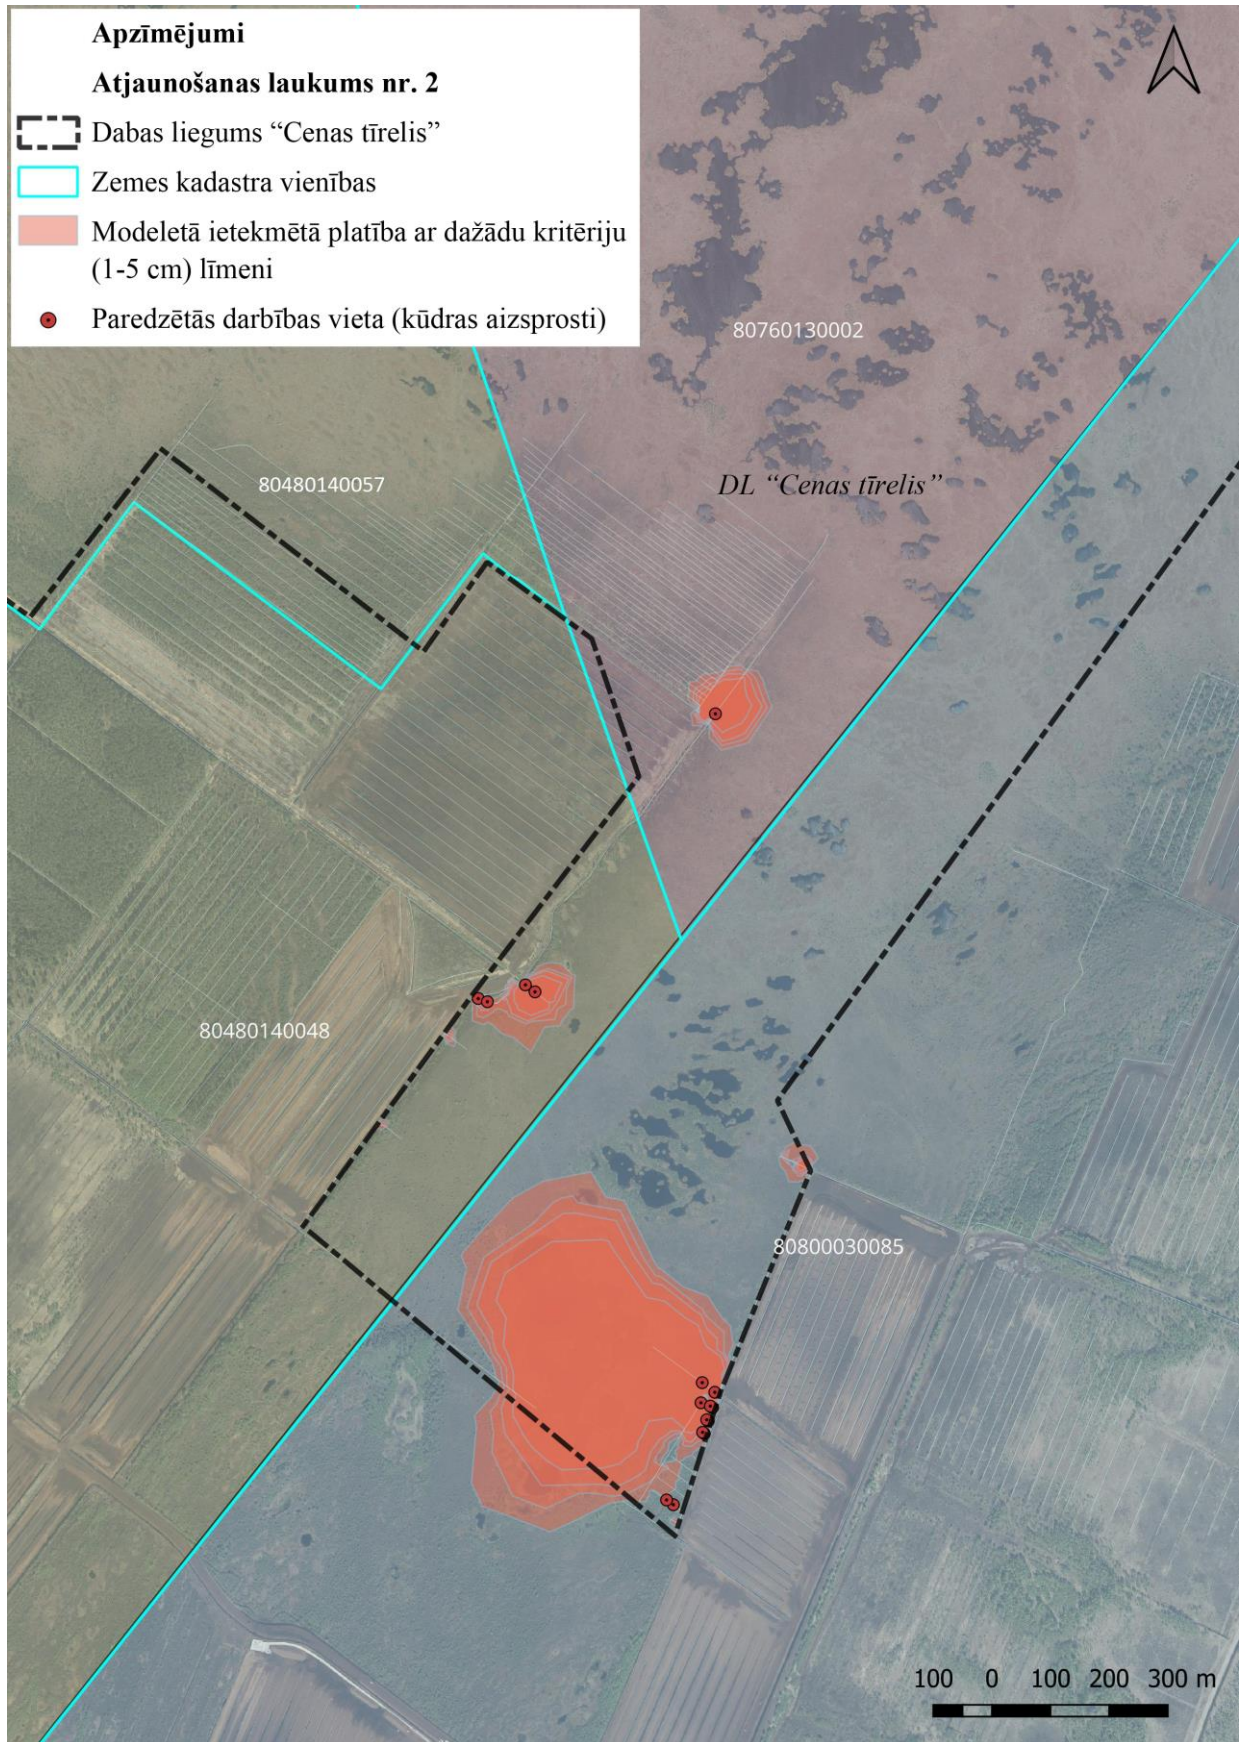 Apzīmējumi
Atjaunošanas laukums nr. 2
Dabas liegums “Cenas tīrelis”
Zemes kadastra vienības
Modeletā ietekmētā platība ar dažādu kritēriju
(1-5 cm) līmeni
Paredzētās darbības vieta (kūdras aizsprosti)
80760130002
80480140057
DL “Cenas tīrelis”
80480140048
80800030085
100 0 100 200 300 m